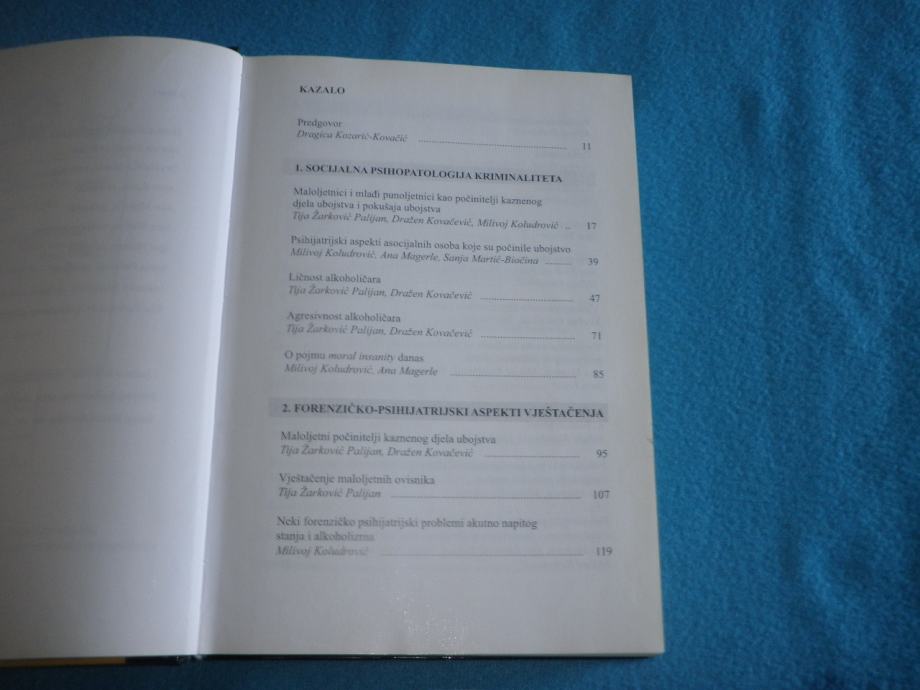 KAZALO
Predgovor
Dragica Kozarić-Kovačić ........ 11
1. SOCIJALNA PSIHOPATOLOGIJA KRIMINALITETA
Maloljetnici i mlađi punoljetnici kao počinitelji kaznenog
djela ubojstva i pokušaja ubojstva
Tija Žarković Palijan, Dražen Kovačević, Milivoj Koludrović .. 17
Psihijatrijski aspekti asocijalnih osoba koje su počinile ubojstvo
Milivoj Koludrović, Ana Magerle, Sanja Martić-Biočina ........ 39
Ličnost alkoholičara
Tija Žarković Palijan, Dražen Kovačević ........ 47
Agresivnost alkoholičara
Tija Žarković Palijan, Dražen Kovačević ........ 71
O pojmu moral insanity danas
Milivoj Koludrović, Ana Magerle ........ 85
2. FORENZIČKO-PSIHIJATRIJSKI ASPEKTI VJEŠTAČENJA
Maloljetni počinitelji kaznenog djela ubojstva
Tija Žarković Palijan, Dražen Kovačević ........ 95
Vještačenje maloljetnih ovisnika
Tija Žarković Palijan ........ 107
Neki forenzičko psihijatrijski problemi akutno napitog
stanja i alkoholizma
Milivoj Koludrović ........ 119